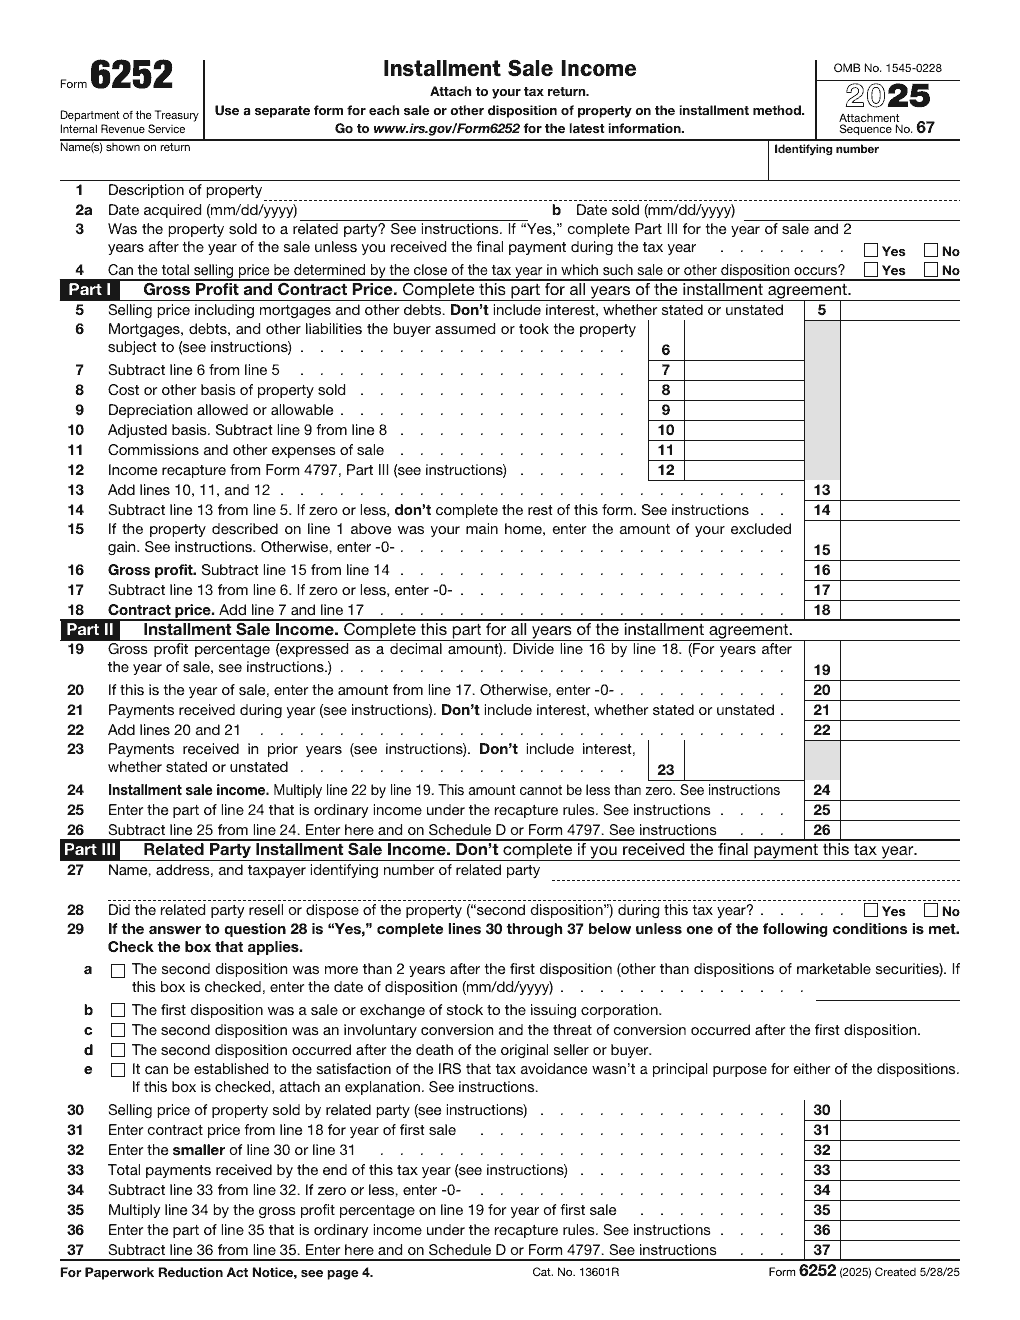 Form 6252
Department of the Treasury
Internal Revenue Service
Installment Sale Income
Attach to your tax return.
Use a separate form for each sale or other disposition of property on the installment method.
Go to www.irs.gov/Form6252 for the latest information.
OMB No. 1545-0228
2025
Attachment
Sequence No. 67
Name(s) shown on return
Identifying number
1 Description of property
2a Date acquired (mm/dd/yyyy) b Date sold (mm/dd/yyyy)
3 Was the property sold to a related party? See instructions. If “Yes,” complete Part III for the year of sale and 2
years after the year of the sale unless you received the final payment during the tax year . . . . . . . Yes No
4 Can the total selling price be determined by the close of the tax year in which such sale or other disposition occurs? Yes No
Part I Gross Profit and Contract Price. Complete this part for all years of the installment agreement.
5 Selling price including mortgages and other debts. Don’t include interest, whether stated or unstated 5
6 Mortgages, debts, and other liabilities the buyer assumed or took the property
subject to (see instructions) . . . . . . . . . . . . . . . . . 6
7 Subtract line 6 from line 5 . . . . . . . . . . . . . . . . . 7
8 Cost or other basis of property sold . . . . . . . . . . . . . . 8
9 Depreciation allowed or allowable . . . . . . . . . . . . . . . 9
10 Adjusted basis. Subtract line 9 from line 8 . . . . . . . . . . . . 10
11 Commissions and other expenses of sale . . . . . . . . . . . . 11
12 Income recapture from Form 4797, Part III (see instructions) . . . . . . 12
13 Add lines 10, 11, and 12 . . . . . . . . . . . . . . . . . . . . . . . . . . 13
14 Subtract line 13 from line 5. If zero or less, don’t complete the rest of this form. See instructions . . 14
15 If the property described on line 1 above was your main home, enter the amount of your excluded
gain. See instructions. Otherwise, enter -0- . . . . . . . . . . . . . . . . . . . . 15
16 Gross profit. Subtract line 15 from line 14 . . . . . . . . . . . . . . . . . . . . 16
17 Subtract line 13 from line 6. If zero or less, enter -0- . . . . . . . . . . . . . . . . . 17
18 Contract price. Add line 7 and line 17 . . . . . . . . . . . . . . . . . . . . . 18
Part II Installment Sale Income. Complete this part for all years of the installment agreement.
19 Gross profit percentage (expressed as a decimal amount). Divide line 16 by line 18. (For years after
the year of sale, see instructions.) . . . . . . . . . . . . . . . . . . . . . . . 19
20 If this is the year of sale, enter the amount from line 17. Otherwise, enter -0- . . . . . . . . . 20
21 Payments received during year (see instructions). Don’t include interest, whether stated or unstated . 21
22 Add lines 20 and 21 . . . . . . . . . . . . . . . . . . . . . . . . . . . 22
23 Payments received in prior years (see instructions). Don’t include interest,
whether stated or unstated . . . . . . . . . . . . . . . . . 23
24 Installment sale income. Multiply line 22 by line 19. This amount cannot be less than zero. See instructions 24
25 Enter the part of line 24 that is ordinary income under the recapture rules. See instructions . . . . 25
26 Subtract line 25 from line 24. Enter here and on Schedule D or Form 4797. See instructions . . . 26
Part III Related Party Installment Sale Income. Don’t complete if you received the final payment this tax year.
27 Name, address, and taxpayer identifying number of related party
28 Did the related party resell or dispose of the property (“second disposition”) during this tax year? . . . . . Yes No
29 If the answer to question 28 is “Yes,” complete lines 30 through 37 below unless one of the following conditions is met.
Check the box that applies.
a The second disposition was more than 2 years after the first disposition (other than dispositions of marketable securities). If
this box is checked, enter the date of disposition (mm/dd/yyyy) . . . . . . . . . . . . .
b The first disposition was a sale or exchange of stock to the issuing corporation.
c The second disposition was an involuntary conversion and the threat of conversion occurred after the first disposition.
d The second disposition occurred after the death of the original seller or buyer.
e It can be established to the satisfaction of the IRS that tax avoidance wasn’t a principal purpose for either of the dispositions.
If this box is checked, attach an explanation. See instructions.
30 Selling price of property sold by related party (see instructions) . . . . . . . . . . . . . 30
31 Enter contract price from line 18 for year of first sale . . . . . . . . . . . . . . . . 31
32 Enter the smaller of line 30 or line 31 . . . . . . . . . . . . . . . . . . . . . 32
33 Total payments received by the end of this tax year (see instructions) . . . . . . . . . . . 33
34 Subtract line 33 from line 32. If zero or less, enter -0- . . . . . . . . . . . . . . . . 34
35 Multiply line 34 by the gross profit percentage on line 19 for year of first sale . . . . . . . . 35
36 Enter the part of line 35 that is ordinary income under the recapture rules. See instructions . . . . 36
37 Subtract line 36 from line 35. Enter here and on Schedule D or Form 4797. See instructions . . . 37
For Paperwork Reduction Act Notice, see page 4. Cat. No. 13601R Form 6252 (2025) Created 5/28/25